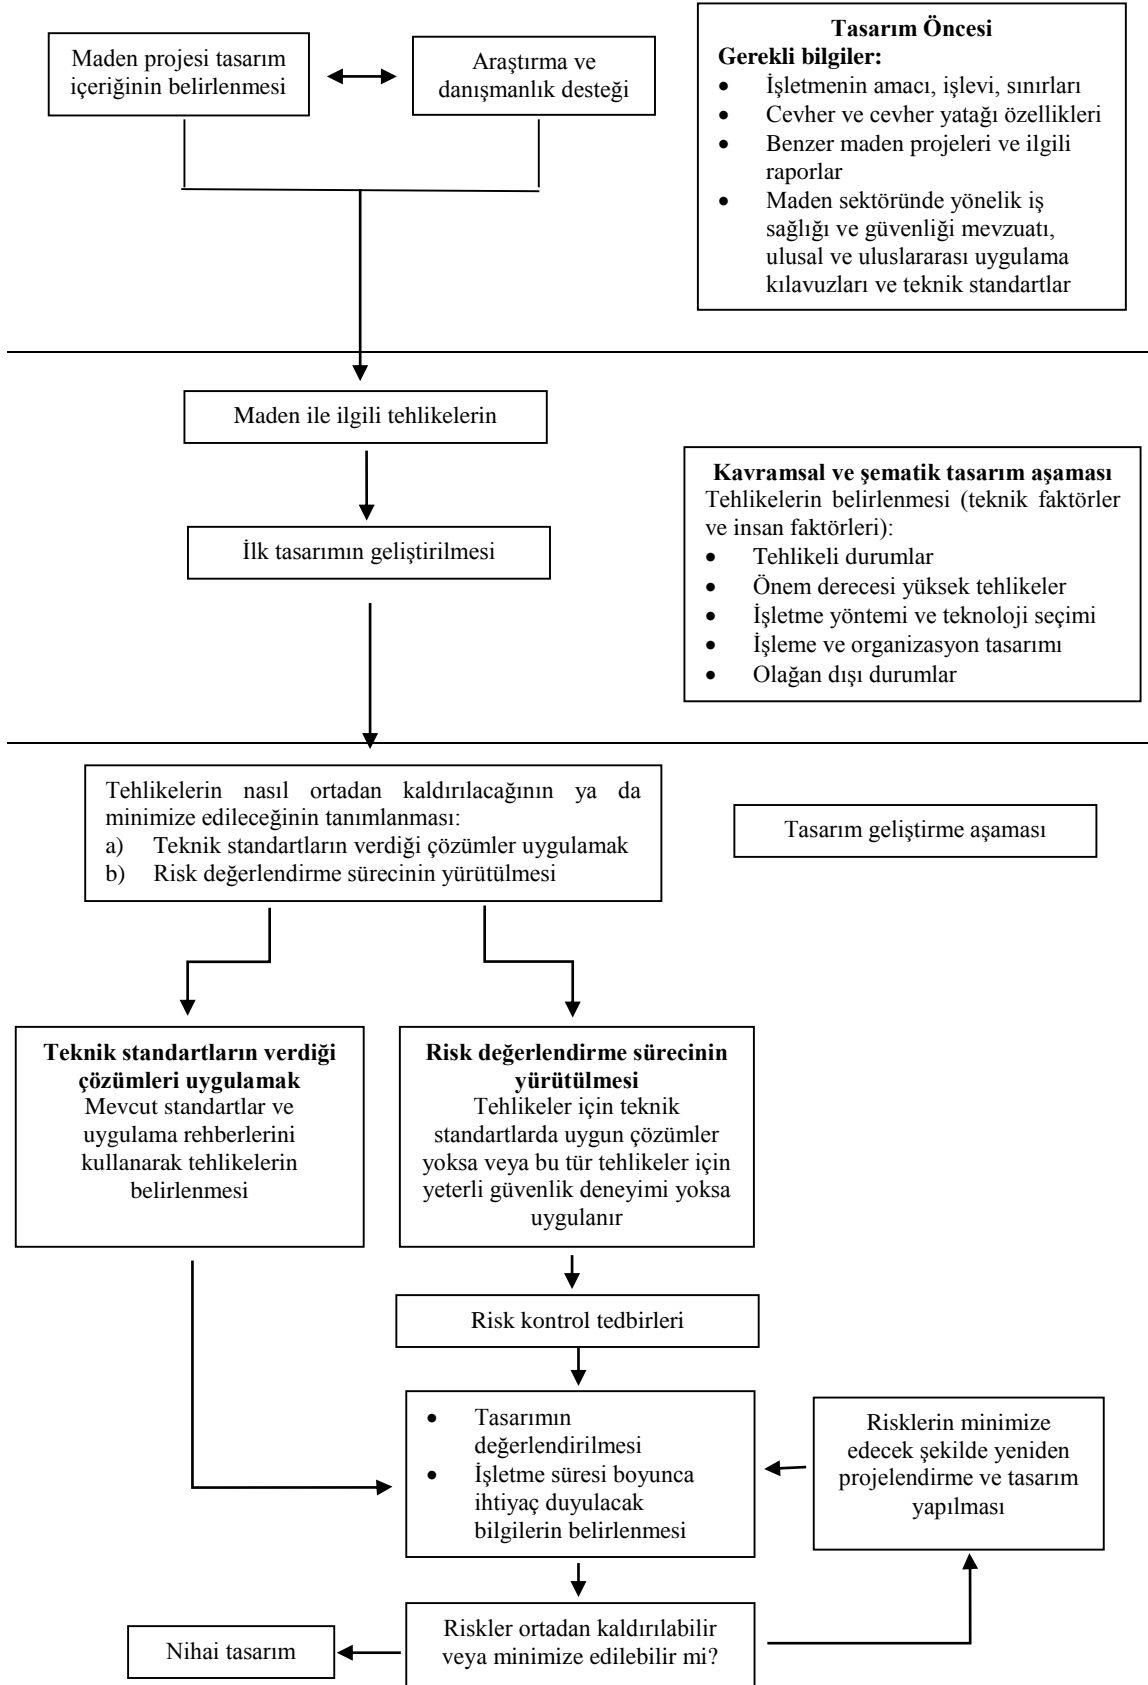 Maden projesi tasarım
içeriğinin belirlenmesi
Araştırma ve
danışmanlık desteği
Tasarım Öncesi
Gerekli bilgiler:
• İşletmenin amacı, işlevi, sınırları
• Cevher ve cevher yatağı özellikleri
• Benzer maden projeleri ve ilgili
raporlar
• Maden sektöründe yönelik iş
sağlığı ve güvenliği mevzuatı,
ulusal ve uluslararası uygulama
kılavuzları ve teknik standartlar
Maden ile ilgili tehlikelerin
İlk tasarımın geliştirilmesi
Kavramsal ve şematik tasarım aşaması
Tehlikelerin belirlenmesi (teknik faktörler
ve insan faktörleri):
• Tehlikeli durumlar
• Önem derecesi yüksek tehlikeler
• İşletme yöntemi ve teknoloji seçimi
• İşleme ve organizasyon tasarımı
• Olağan dışı durumlar
Tehlikelerin nasıl ortadan kaldırılacağının ya da
minimize edileceğinin tanımlanması:
a) Teknik standartların verdiği çözümler uygulamak
b) Risk değerlendirme sürecinin yürütülmesi
Tasarım geliştirme aşaması
Teknik standartların verdiği
çözümleri uygulamak
Mevcut standartlar ve
uygulama rehberlerini
kullanarak tehlikelerin
belirlenmesi
Risk değerlendirme sürecinin
yürütülmesi
Tehlikeler için teknik
standartlarda uygun çözümler
yoksa veya bu tür tehlikeler için
yeterli güvenlik deneyimi yoksa
uygulanır
Risk kontrol tedbirleri
• Tasarımın
değerlendirilmesi
• İşletme süresi boyunca
ihtiyaç duyulacak
bilgilerin belirlenmesi
Risklerin minimize
edecek şekilde yeniden
projelendirme ve tasarım
yapılması
Nihai tasarım
Riskler ortadan kaldırılabilir
veya minimize edilebilir mi?